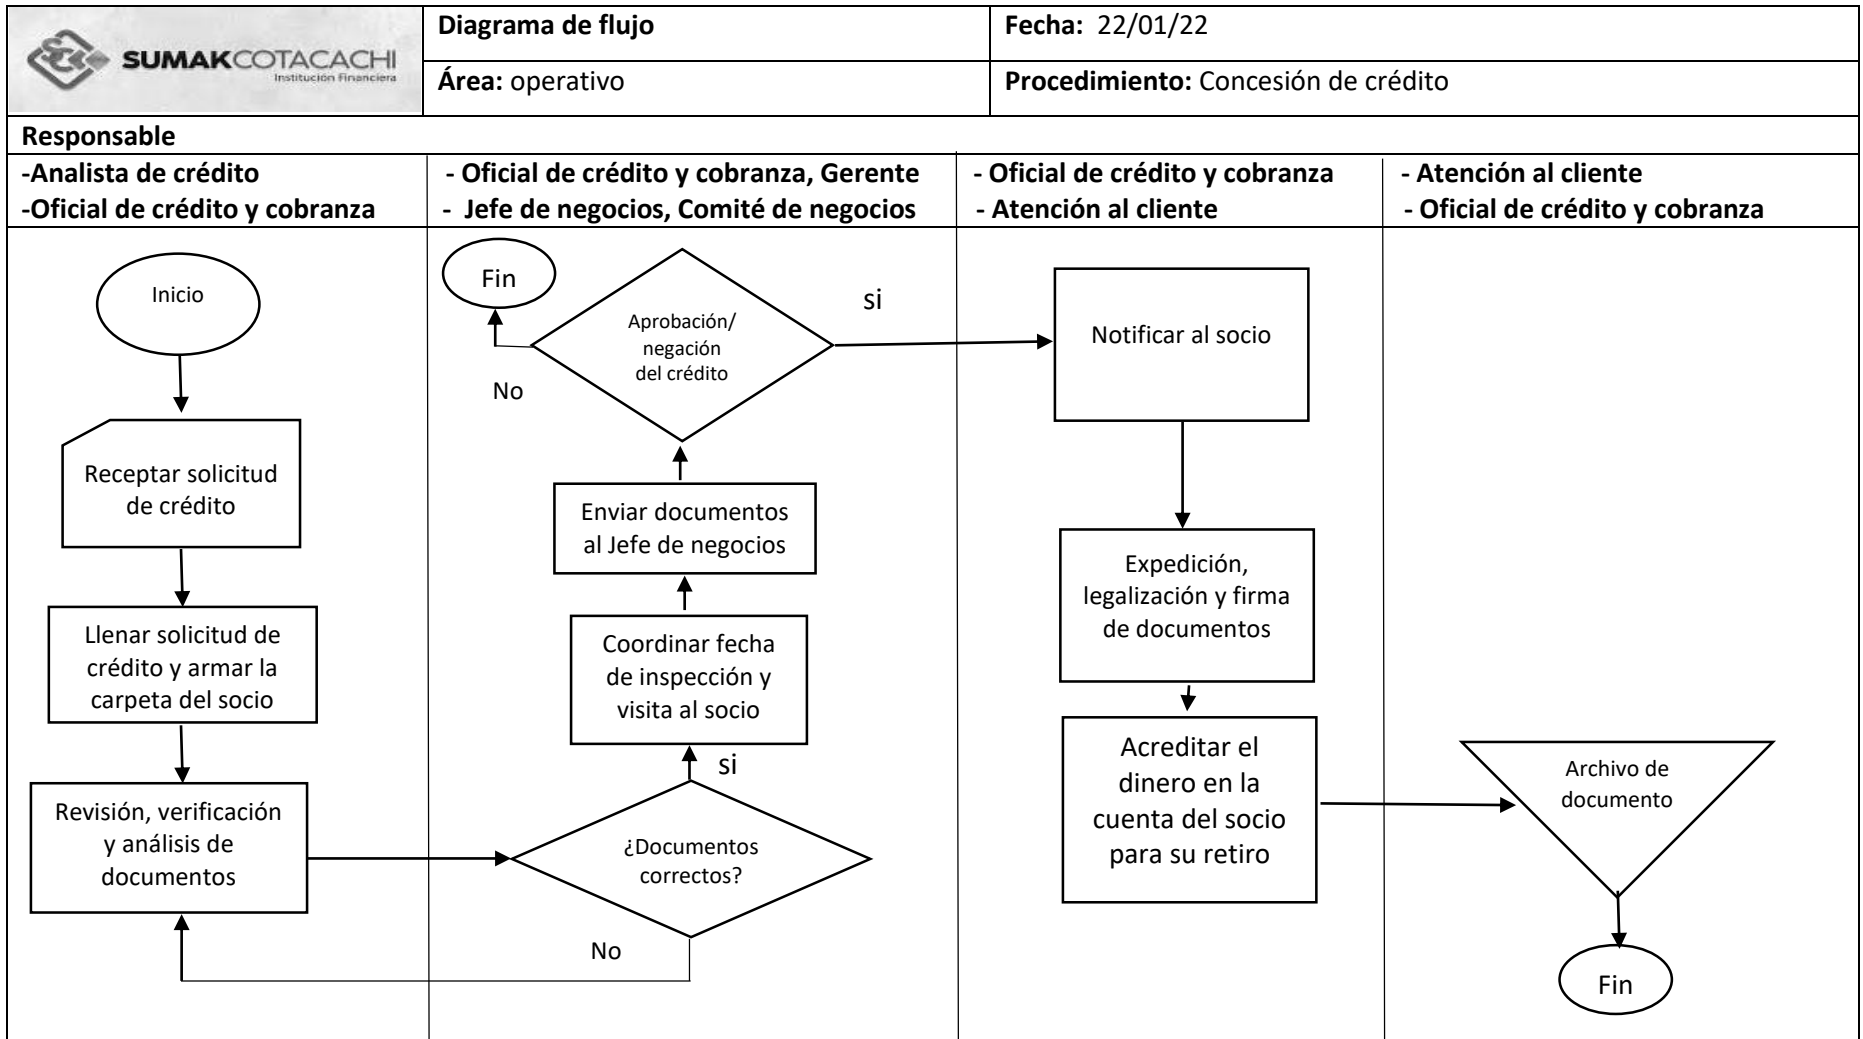 SUMAKCOTACACHI
Institución Financiera
Diagrama de flujo
Fecha: 22/01/22
Área: operativo
Procedimiento: Concesión de crédito
Responsable
-Analista de crédito
-Oficial de crédito y cobranza
- Oficial de crédito y cobranza, Gerente
- Jefe de negocios, Comité de negocios
- Oficial de crédito y cobranza
- Atención al cliente
- Atención al cliente
- Oficial de crédito y cobranza
Inicio
Receptar solicitud
de crédito
Llenar solicitud de
crédito y armar la
carpeta del socio
Revisión, verificación
y análisis de
documentos
Fin
Aprobación/
negación
del crédito
si
No
Enviar documentos
al Jefe de negocios
Coordinar fecha
de inspección y
visita al socio
si
¿Documentos
correctos?
No
Notificar al socio
Expedición,
legalización y firma
de documentos
Acreditar el
dinero en la
cuenta del socio
para su retiro
Archivo de
documento
Fin